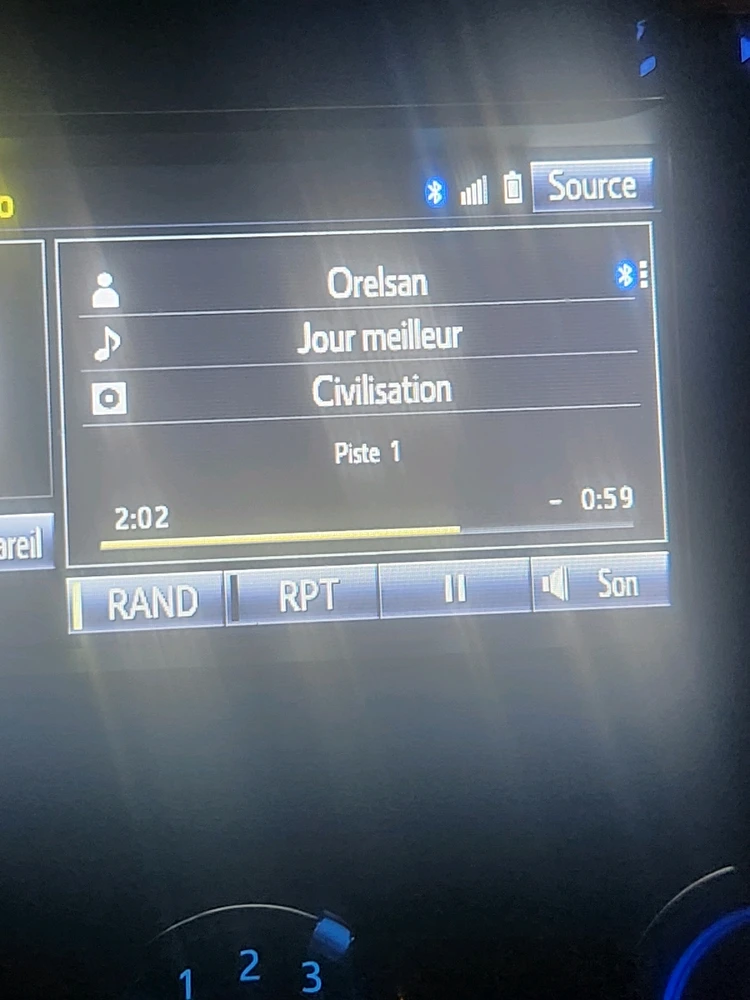 o
Source
Orelsan
Jour meilleur
Civilisation
Piste 1
2:02
– 0:59
areil
RAND
RPT
Son
1 2 3